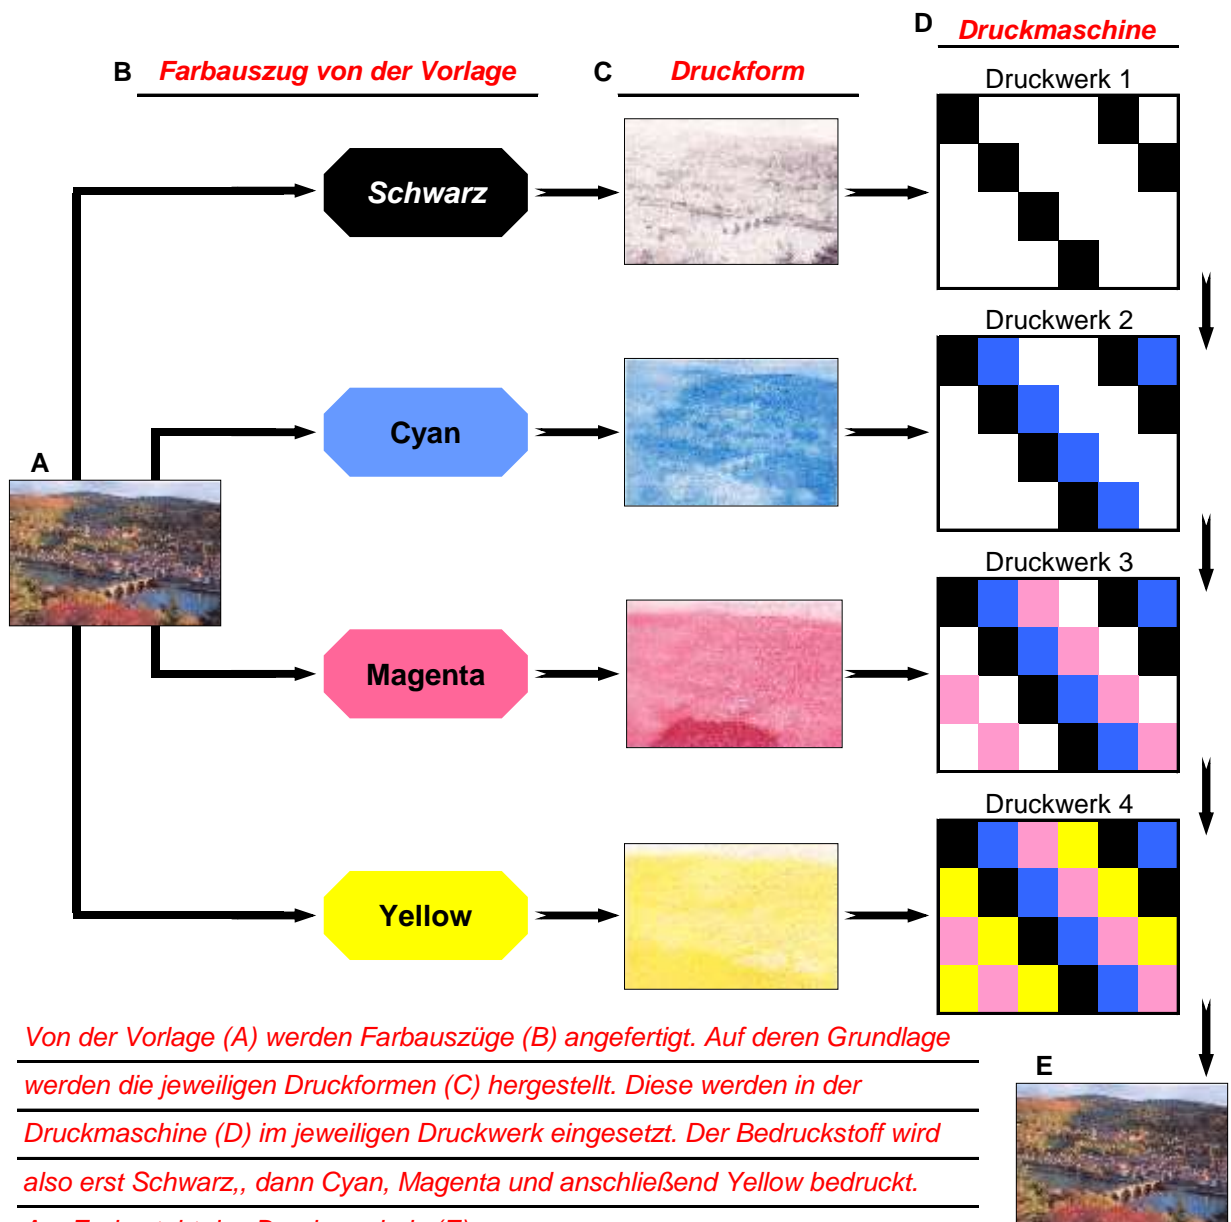 D Druckmaschine
B Farbauszug von der Vorlage C Druckform
Druckwerk 1
Schwarz
Druckwerk 2
Cyan
A
Druckwerk 3
Magenta
Druckwerk 4
Yellow
Von der Vorlage (A) werden Farbauszüge (B) angefertigt. Auf deren Grundlage
werden die jeweiligen Druckformen (C) hergestellt. Diese werden in der
E
Druckmaschine (D) im jeweiligen Druckwerk eingesetzt. Der Bedruckstoff wird
also erst Schwarz,, dann Cyan, Magenta und anschließend Yellow bedruckt.